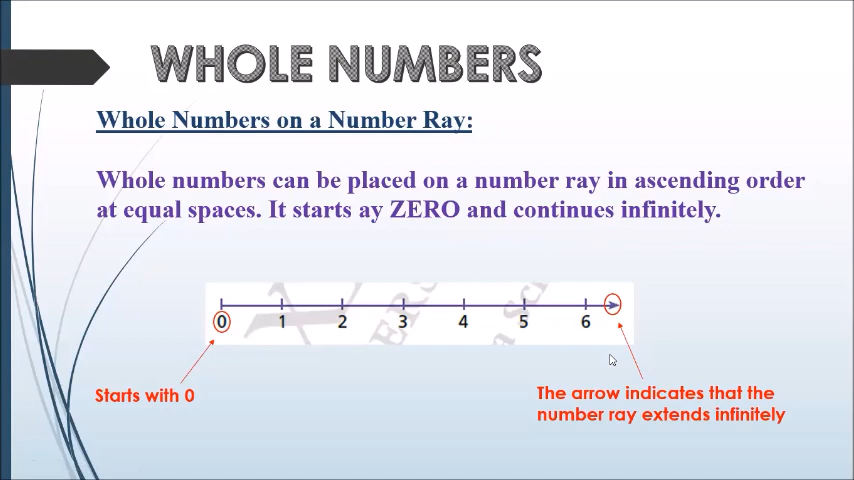 WHOLE NUMBERS
Whole Numbers on a Number Ray:
Whole numbers can be placed on a number ray in ascending order
at equal spaces. It starts ay ZERO and continues infinitely.
0 1 2 3 4 5 6
Starts with 0
The arrow indicates that the
number ray extends infinitely